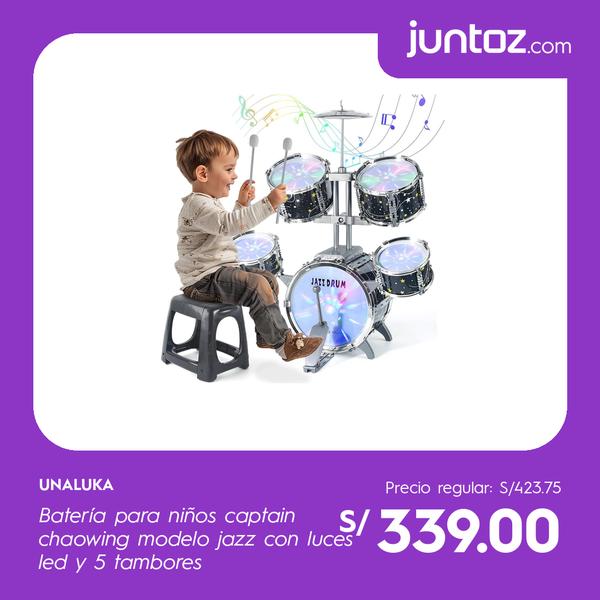 juntoz.com
JAZZ DRUM
UNALUKA
Batería para niños captain
chaowing modelo jazz con luces
led y 5 tambores
Precio regular: S/423.75
S/ 339.00